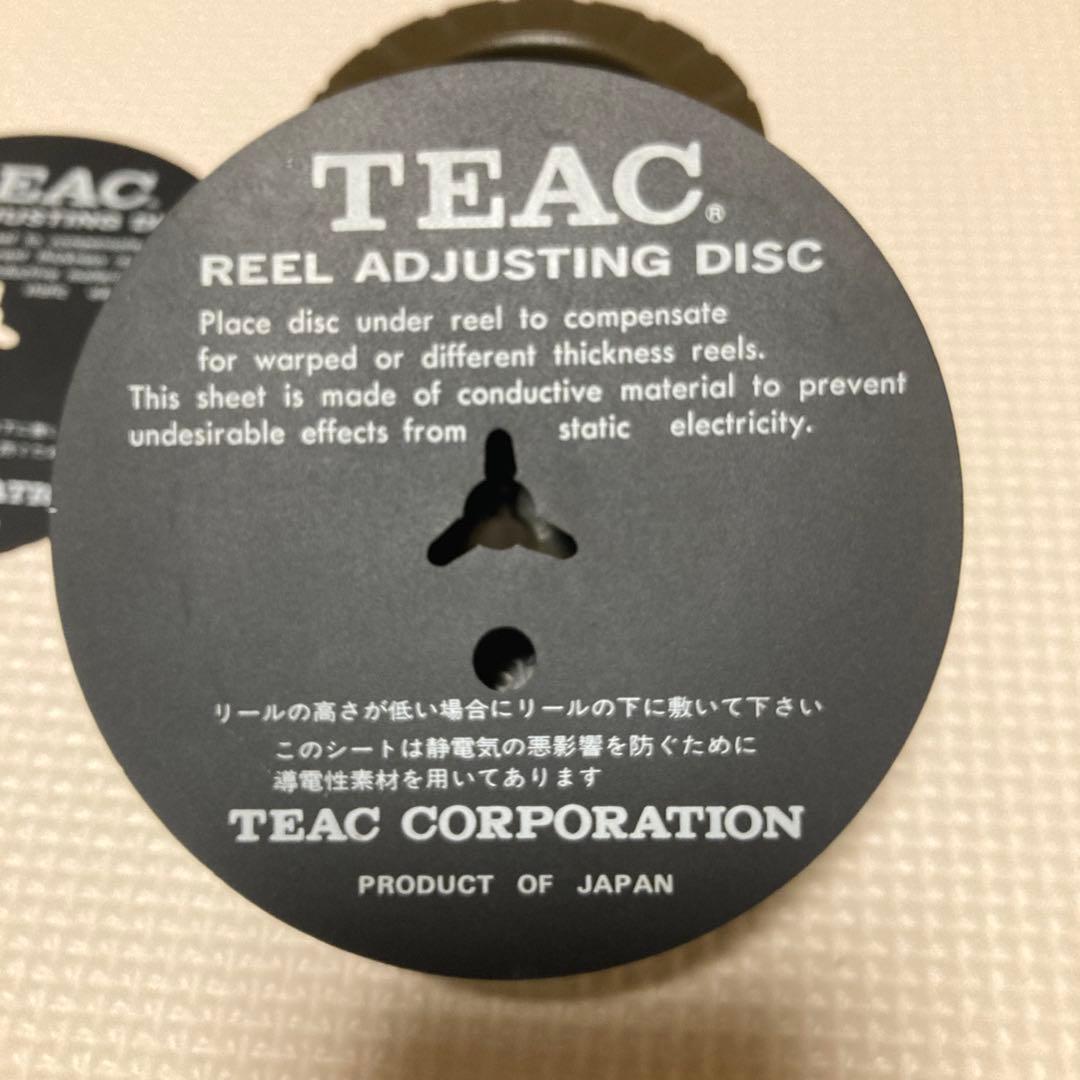 TEAC®
REEL ADJUSTING DISC
Place disc under reel to compensate
for warped or different thickness reels.
This sheet is made of conductive material to prevent
undesirable effects from static electricity.
リールの高さが低い場合にリールの下に敷いて下さい
このシートは静電気の悪影響を防ぐために
導電性素材を用いてあります
TEAC CORPORATION
PRODUCT OF JAPAN
EAC